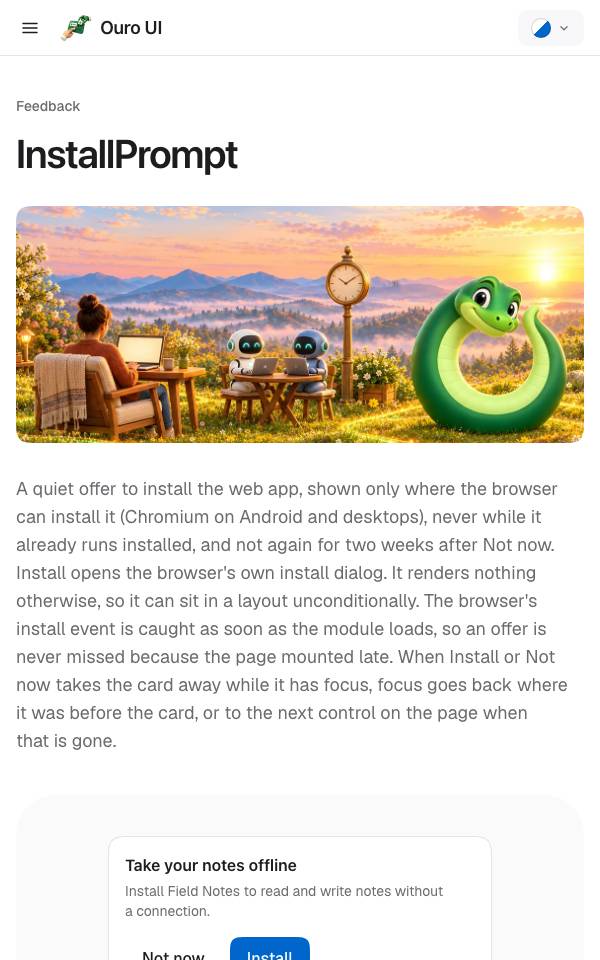 Ouro UI
Feedback
InstallPrompt
A quiet offer to install the web app, shown only where the browser
can install it (Chromium on Android and desktops), never while it
already runs installed, and not again for two weeks after Not now.
Install opens the browser's own install dialog. It renders nothing
otherwise, so it can sit in a layout unconditionally. The browser's
install event is caught as soon as the module loads, so an offer is
never missed because the page mounted late. When Install or Not
now takes the card away while it has focus, focus goes back where
it was before the card, or to the next control on the page when
that is gone.
Take your notes offline
Install Field Notes to read and write notes without
a connection.
Not now Install